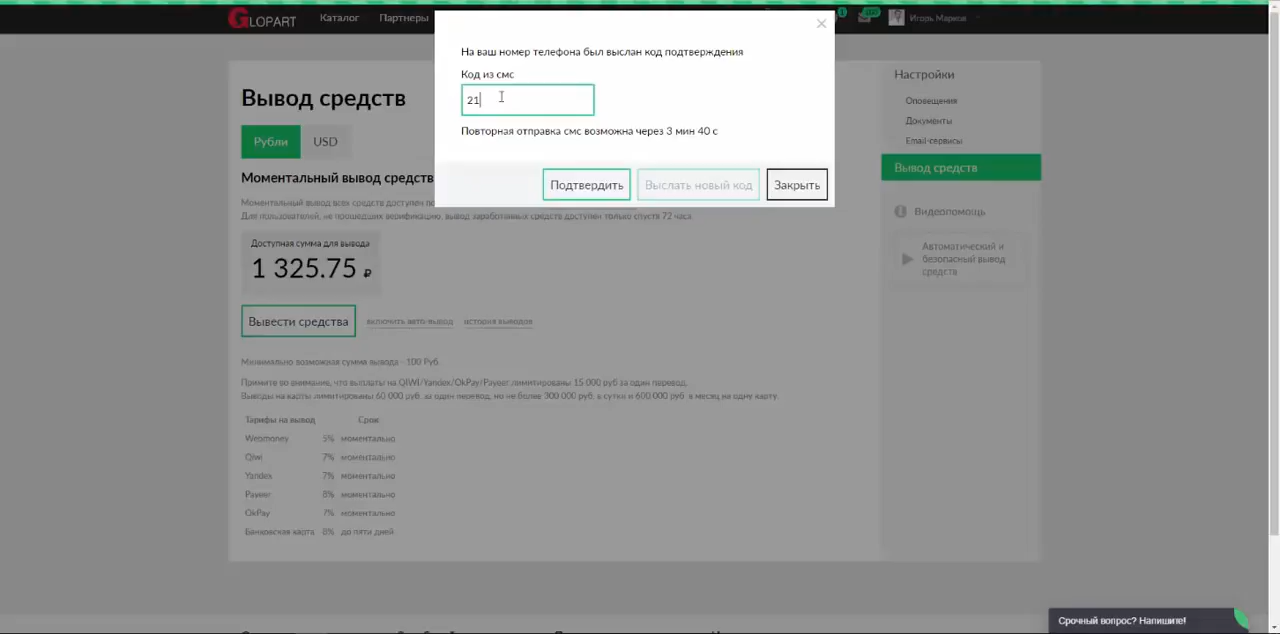 GLOPART Каталог Партнеры 1 Игорь Марков
На ваш номер телефона был выслан код подтверждения
Код из смс
21
Повторная отправка смс возможна через 3 мин 40 с
Подтвердить Выслать новый код Закрыть
Вывод средств
Рубли USD
Моментальный вывод средств
Моментальный вывод всех средств доступен
Для пользователей, не прошедших верификацию, вывод заработанных средств доступен только спустя 72 часа.
Доступная сумма для вывода
1 325.75 ₽
Вывести средства включить авто-вывод история выводов
Минимально возможная сумма вывода - 100 Руб.
Примите во внимание, что выплаты на QIWI/Yandex/OkPay/Payeer лимитированы 15 000 руб за один перевод.
Выводы на карты лимитированы 60 000 руб. за один перевод, но не более 300 000 руб. в сутки и 600 000 руб. в месяц на одну карту.
Тарифы на вывод Срок
Webmoney 5% моментально
Qiwi 7% моментально
Yandex 7% моментально
Payeer 8% моментально
OkPay 7% моментально
Банковская карта 8% до пяти дней
Настройки
Оповещения
Документы
Email-сервисы
Вывод средств
Видеопомощь
Автоматический и
безопасный вывод
средств
Срочный вопрос? Напишите!